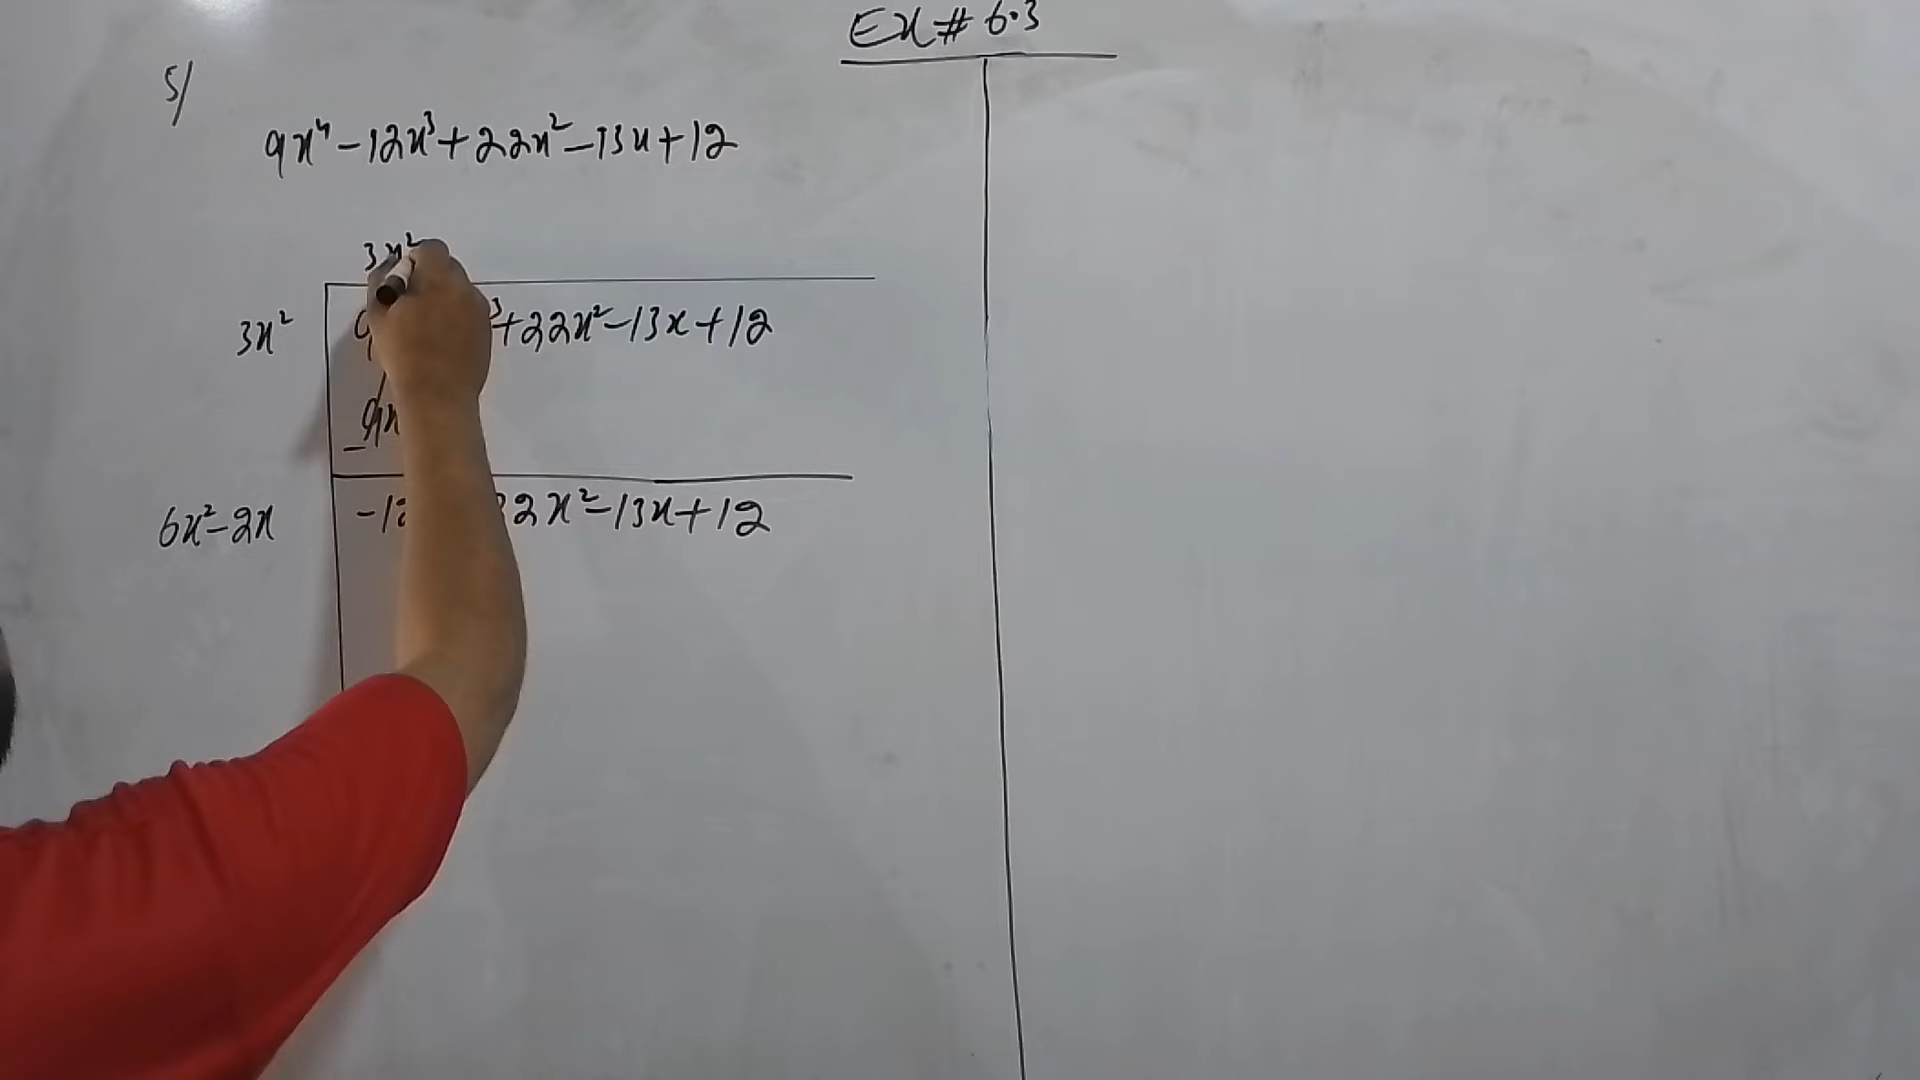 Ex # 6.3
5/
9x⁴ - 12x³ + 22x² - 13x + 12
3x²
3x² +22x² - 13x + 12
9x
6x² - 2x -12 2x² - 13x + 12